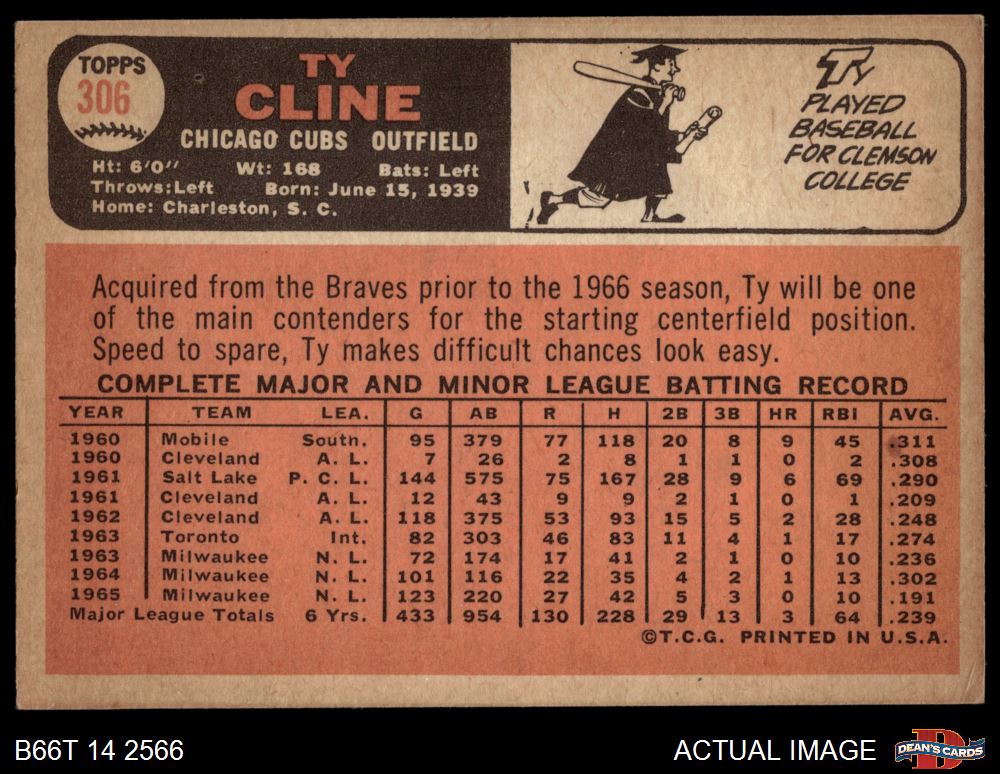 TOPPS
306
TY
CLINE
CHICAGO CUBS OUTFIELD
Ht: 6'0" Wt: 168 Bats: Left
Throws: Left Born: June 15, 1939
Home: Charleston, S. C.
TY
PLAYED
BASEBALL
FOR CLEMSON
COLLEGE
Acquired from the Braves prior to the 1966 season, Ty will be one
of the main contenders for the starting centerfield position.
Speed to spare, Ty makes difficult chances look easy.
COMPLETE MAJOR AND MINOR LEAGUE BATTING RECORD
YEAR TEAM LEA. G AB R H 2B 3B HR RBI AVG.
1960 Mobile South. 95 379 77 118 20 8 9 45 .311
1960 Cleveland A. L. 7 26 2 8 1 1 0 2 .308
1961 Salt Lake P. C. L. 144 575 75 167 28 9 6 69 .290
1961 Cleveland A. L. 12 43 9 9 2 1 0 1 .209
1962 Cleveland A. L. 118 375 53 93 15 5 2 28 .248
1963 Toronto Int. 82 303 46 83 11 4 1 17 .274
1963 Milwaukee N. L. 72 174 17 41 2 1 0 10 .236
1964 Milwaukee N. L. 101 116 22 35 4 2 1 13 .302
1965 Milwaukee N. L. 123 220 27 42 5 3 0 10 .191
Major League Totals 6 Yrs. 433 954 130 228 29 13 3 64 .239
©T.C.G. PRINTED IN U.S.A.
B66T 14 2566
ACTUAL IMAGE
DEAN'S CARDS